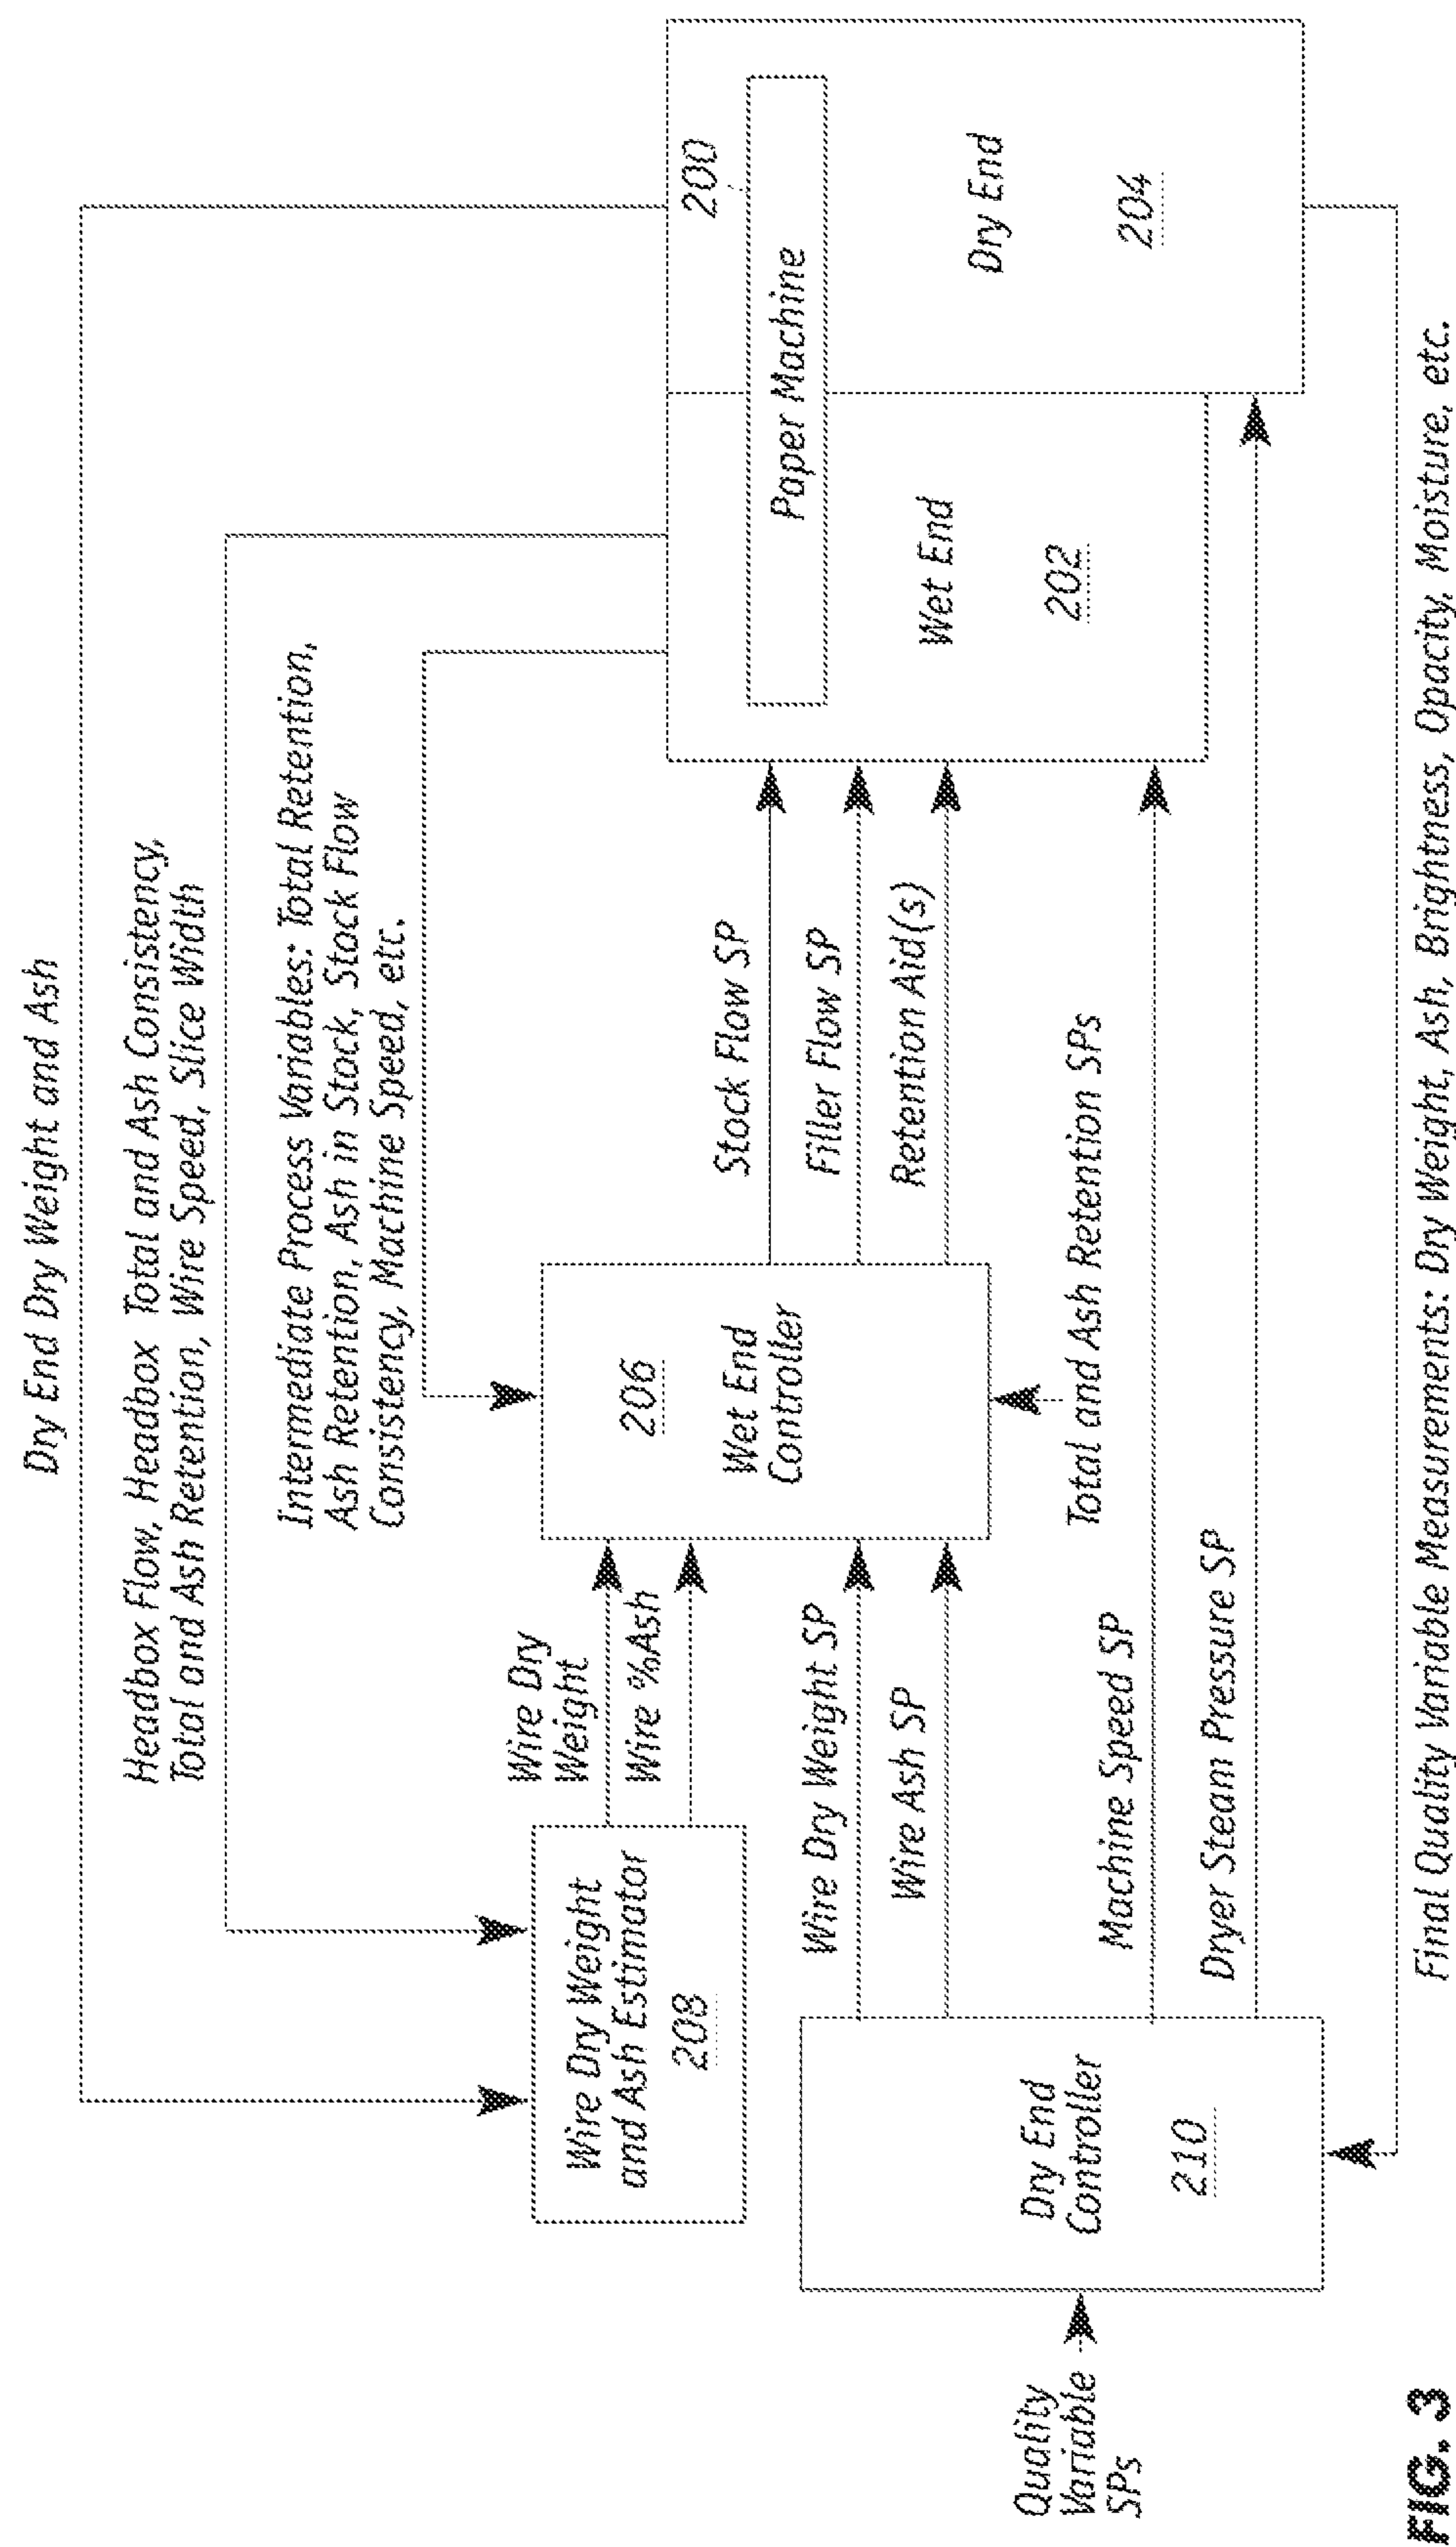 Dry End Dry Weight and Ash
Headbox Flow, Headbox Total and Ash Consistency,
Total and Ash Retention, Wire Speed, Slice Width
Intermediate Process Variables: Total Retention,
Ash Retention, Ash in Stock, Stock Flow
Consistency, Machine Speed, etc.
Wire Dry Weight
and Ash Estimator
208
Wire Dry
Weight
Wire %Ash
206
Wet End
Controller
Stock Flow SP
Filler Flow SP
Retention Aid(s)
200
Paper Machine
Wet End
202
Dry End
204
Wire Dry Weight SP
Wire Ash SP
Total and Ash Retention SPs
Machine Speed SP
Dryer Steam Pressure SP
Quality
Variable
SPs
Dry End
Controller
210
Final Quality Variable Measurements: Dry Weight, Ash, Brightness, Opacity, Moisture, etc.
FIG. 3